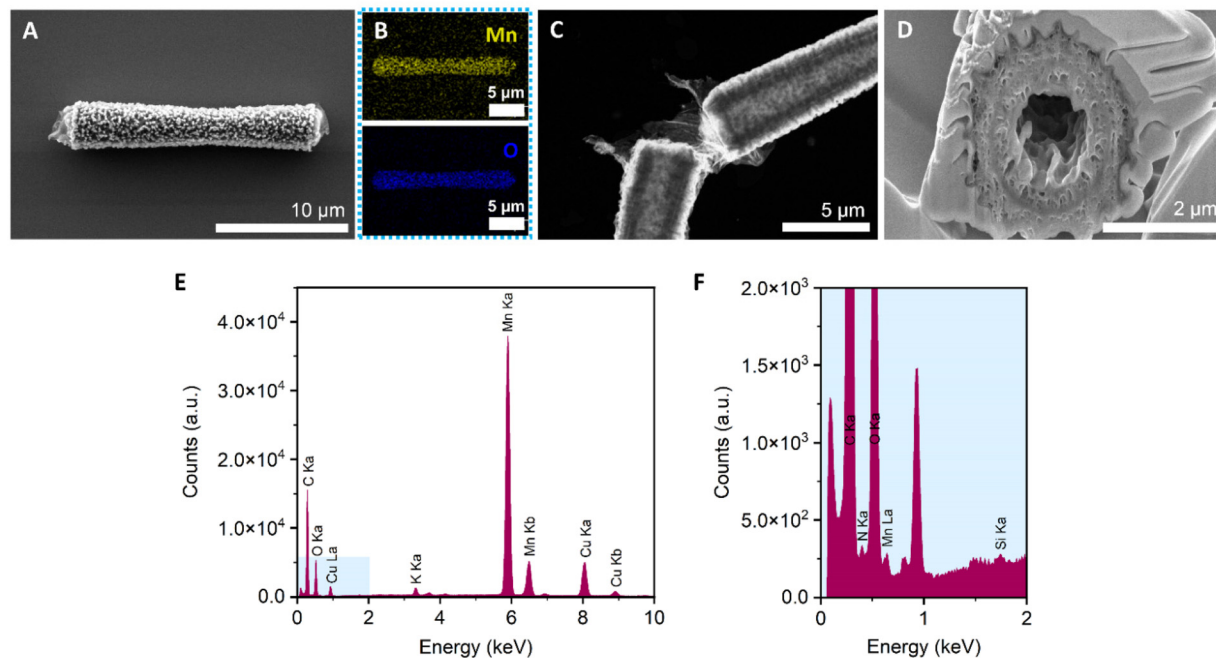 A
10 µm
B
Mn
5 µm
O
5 µm
C
5 µm
D
2 µm
E
Counts (a.u.)
4.0×10⁴
3.0×10⁴
2.0×10⁴
1.0×10⁴
0.0
C Ka
O Ka
Cu La
K Ka
Mn Ka
Mn Kb
Cu Ka
Cu Kb
0 2 4 6 8 10
Energy (keV)
F
Counts (a.u.)
2.0×10³
1.5×10³
1.0×10³
5.0×10²
0.0
C Ka
N Ka
O Ka
Mn La
Si Ka
0 1 2
Energy (keV)